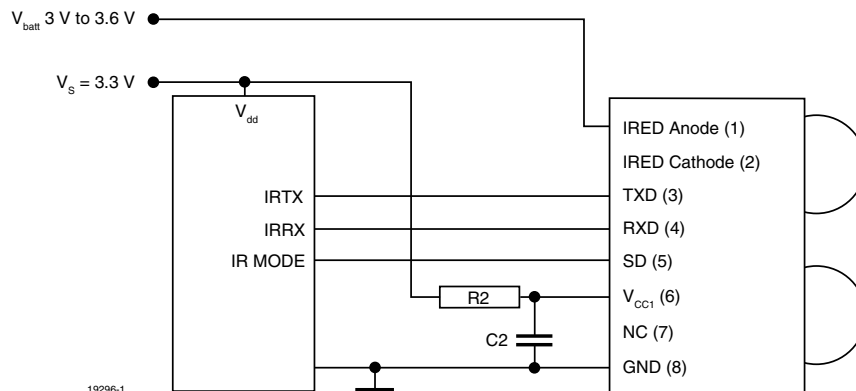 V_batt 3 V to 3.6 V
V_S = 3.3 V
V_dd
IRTX
IRRX
IR MODE
R2
C2
IRED Anode (1)
IRED Cathode (2)
TXD (3)
RXD (4)
SD (5)
V_CC1 (6)
NC (7)
GND (8)
19296-1